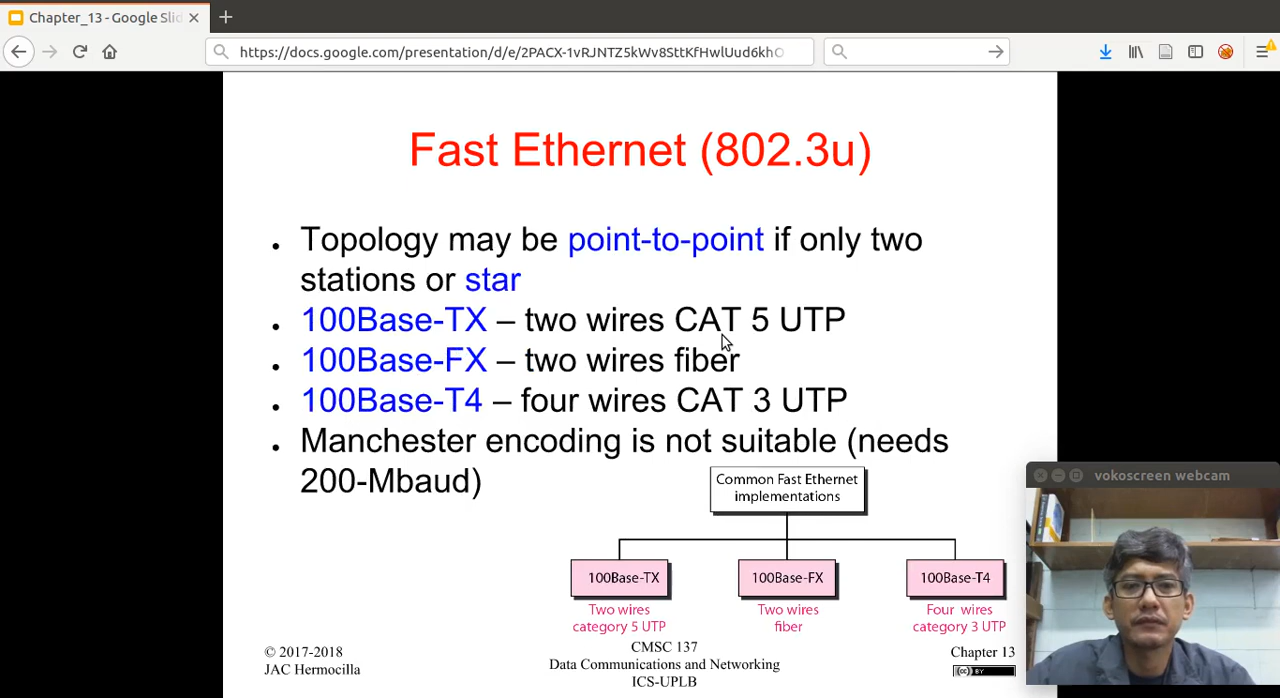 Chapter_13 - Google Slid
https://docs.google.com/presentation/d/e/2PACX-1vRJNTZ5kWv8SttKfHwlUud6khO
Fast Ethernet (802.3u)
• Topology may be point-to-point if only two
stations or star
• 100Base-TX – two wires CAT 5 UTP
• 100Base-FX – two wires fiber
• 100Base-T4 – four wires CAT 3 UTP
• Manchester encoding is not suitable (needs
200-Mbaud)
Common Fast Ethernet
implementations
100Base-TX
100Base-FX
100Base-T4
Two wires
category 5 UTP
Two wires
fiber
Four wires
category 3 UTP
© 2017-2018
JAC Hermocilla
CMSC 137
Data Communications and Networking
ICS-UPLB
Chapter 13
(cc) BY
vokoscreen webcam